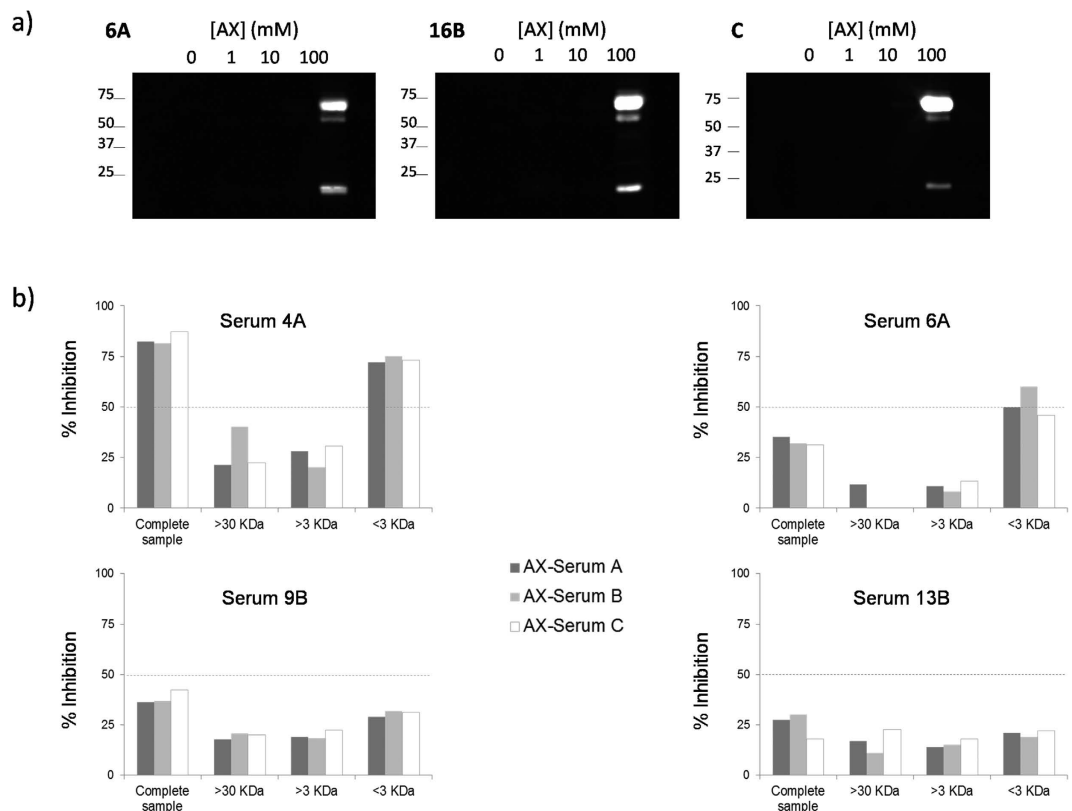 a)
6A [AX] (mM)
0 1 10 100
75
50
37
25
16B [AX] (mM)
0 1 10 100
75
50
37
25
C [AX] (mM)
0 1 10 100
75
50
37
25
b)
Serum 4A
% Inhibition
100
75
50
25
0
Complete sample >30 KDa >3 KDa <3 KDa
Serum 6A
% Inhibition
100
75
50
25
0
Complete sample >30 KDa >3 KDa <3 KDa
AX-Serum A
AX-Serum B
AX-Serum C
Serum 9B
% Inhibition
100
75
50
25
0
Complete sample >30 KDa >3 KDa <3 KDa
Serum 13B
% Inhibition
100
75
50
25
0
Complete sample >30 KDa >3 KDa <3 KDa